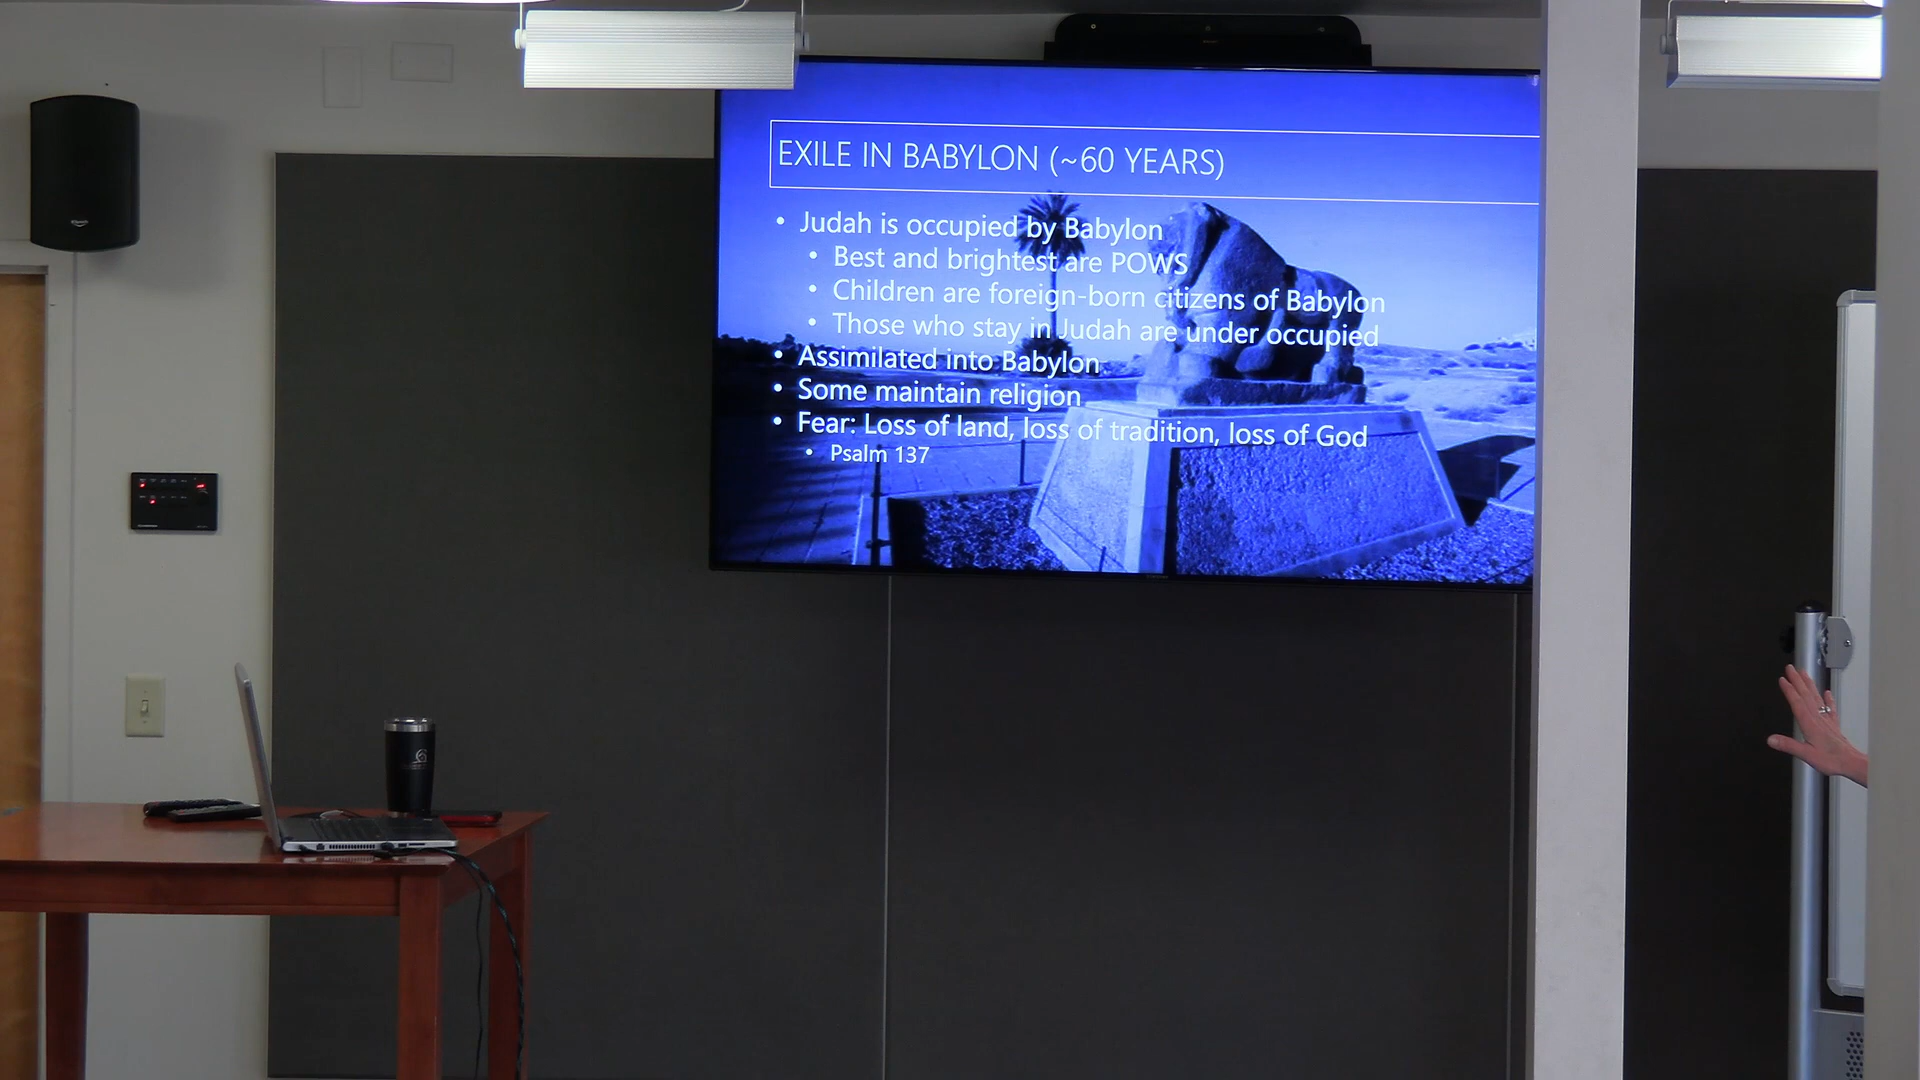 EXILE IN BABYLON (~60 YEARS)
• Judah is occupied by Babylon
• Best and brightest are POWS
• Children are foreign-born citizens of Babylon
• Those who stay in Judah are under occupied
• Assimilated into Babylon
• Some maintain religion
• Fear: Loss of land, loss of tradition, loss of God
• Psalm 137